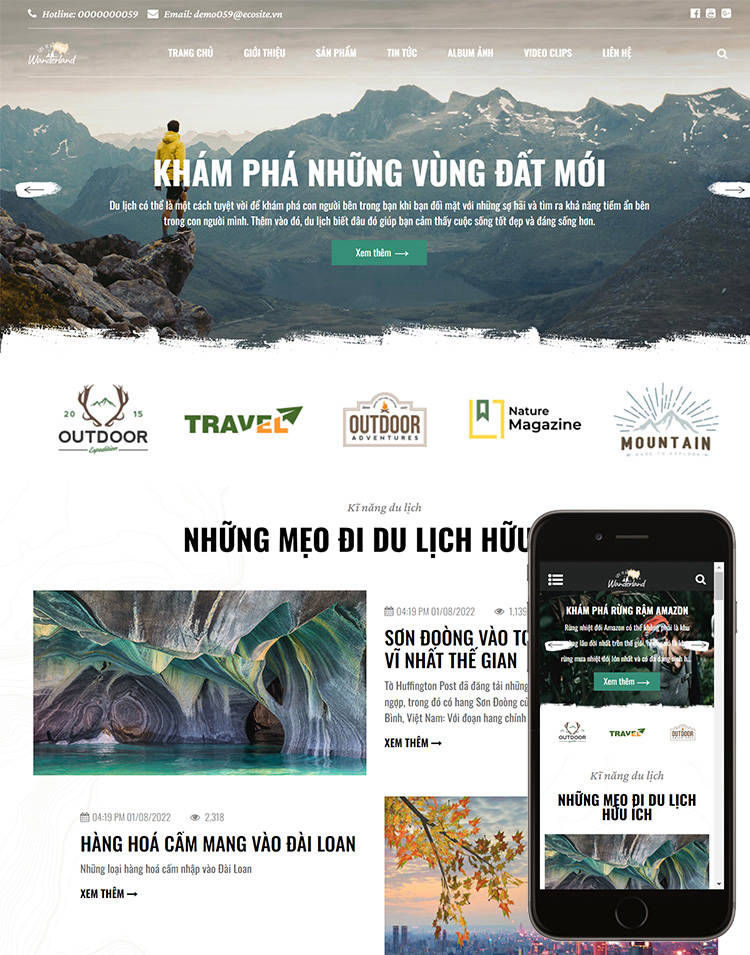 Hotline: 0000000059 Email: demo059@ecosite.vn
Wanderland
TRANG CHỦ GIỚI THIỆU SẢN PHẨM TIN TỨC ALBUM ẢNH VIDEO CLIPS LIÊN HỆ
KHÁM PHÁ NHỮNG VÙNG ĐẤT MỚI
Du lịch có thể là một cách tuyệt vời để khám phá con người bên trong bạn khi bạn đối mặt với những sợ hãi và tìm ra khả năng tiềm ẩn bên
trong con người mình. Thêm vào đó, du lịch biết đâu đó giúp bạn cảm thấy cuộc sống tốt đẹp và đáng sống hơn.
Xem thêm
20 15
OUTDOOR
Expedition
TRAVEL
OUTDOOR
ADVENTURES
Nature
Magazine
MOUNTAIN
MADE TO EXPLORE
Kĩ năng du lịch
NHỮNG MẸO ĐI DU LỊCH HỮU
04:19 PM 01/08/2022 1,139
SƠN ĐOÒNG VÀO TO
VĨ NHẤT THẾ GIAN
Tờ Huffington Post đã đăng tải những
ngợp, trong đó có hang Sơn Đoòng củ
Bình, Việt Nam: Với đoạn hang chính
XEM THÊM
04:19 PM 01/08/2022 2,318
HÀNG HOÁ CẤM MANG VÀO ĐÀI LOAN
Những loại hàng hoá cấm nhập vào Đài Loan
XEM THÊM
Wanderland
KHÁM PHÁ RỪNG RẬM AMAZON
Rừng nhiệt đới Amazon có thể không phải là khu
rừng lâu đời nhất trên thế giới,
rừng mưa nhiệt đới lớn nhất và có đa dạng sinh h...
Xem thêm
OUTDOOR
TRAVEL
OUTDOOR
Kĩ năng du lịch
NHỮNG MẸO ĐI DU LỊCH
HỮU ÍCH